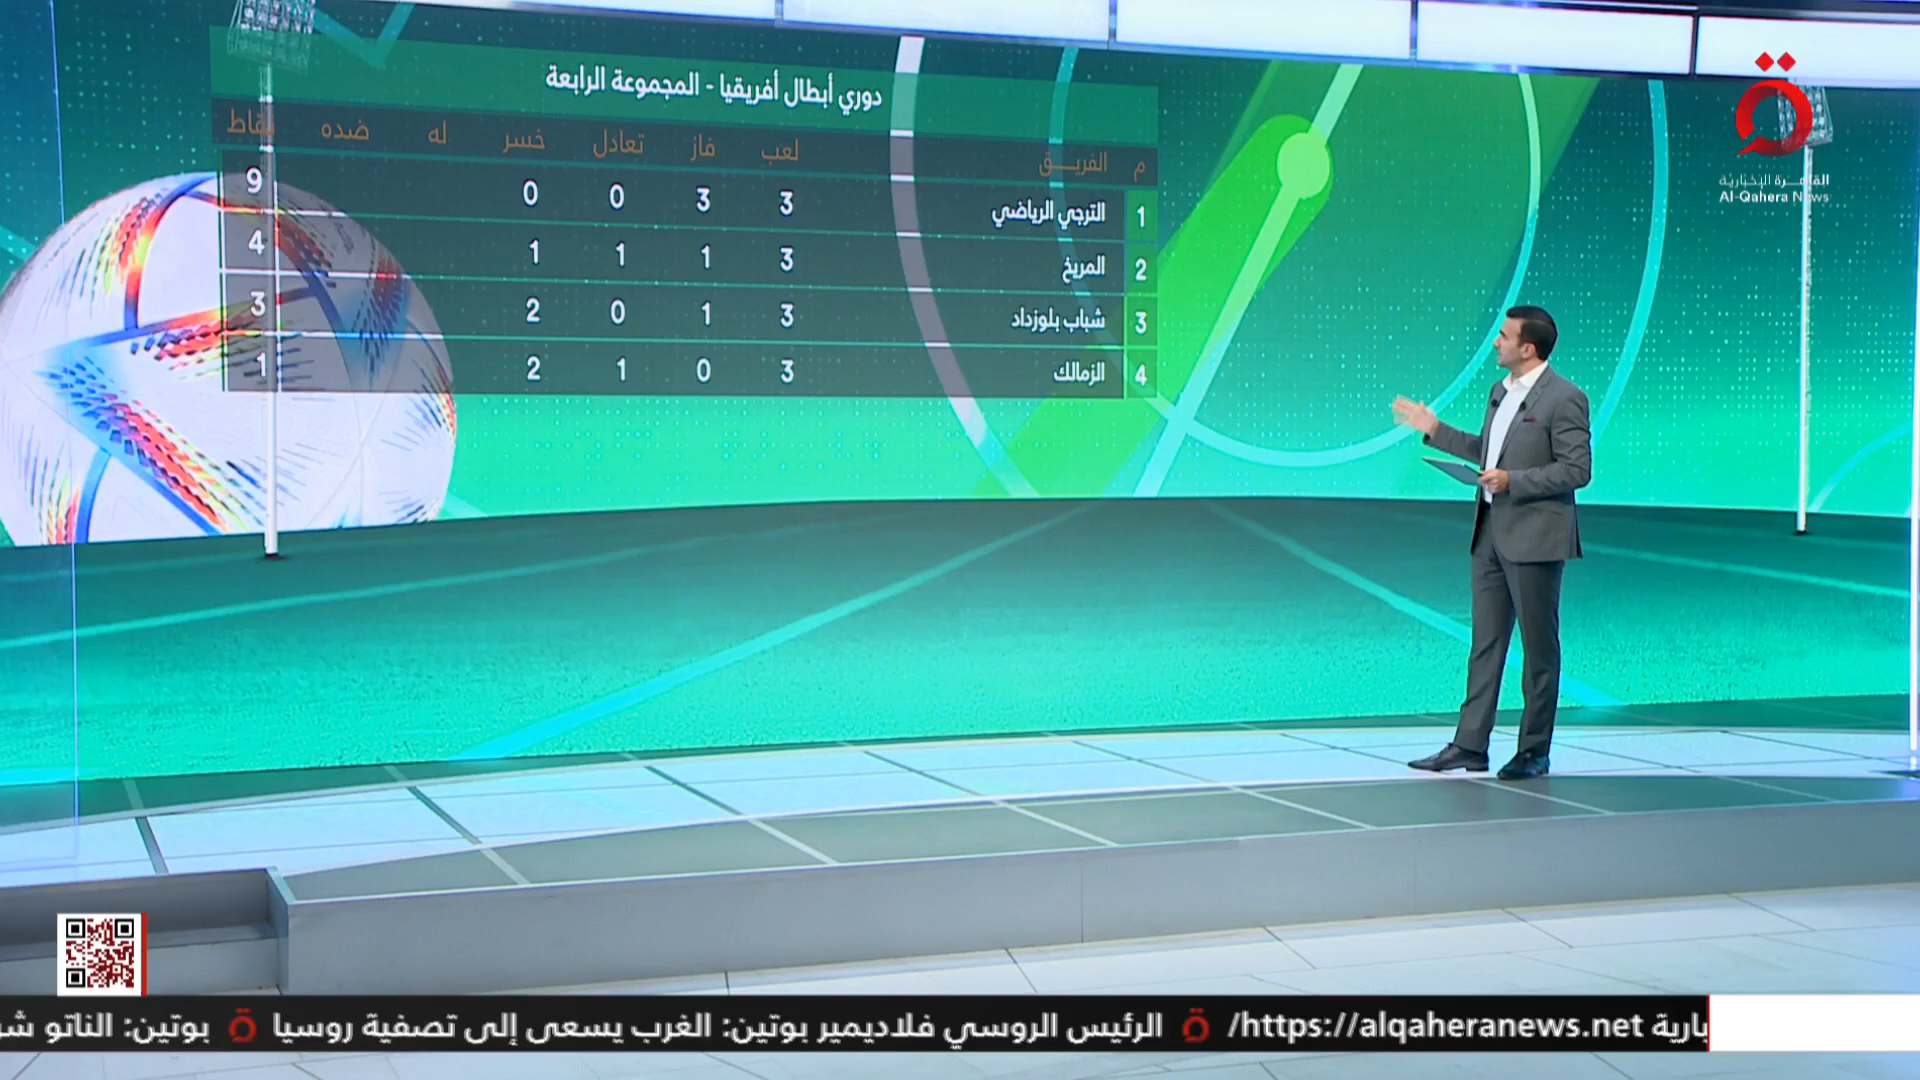 دوري أبطال أفريقيا - المجموعة الرابعة
م الفريـــق لعب فاز تعادل خسر له ضده نقاط
1 الترجي الرياضي 3 3 0 0 9
2 المريخ 3 1 1 1 4
3 شباب بلوزداد 3 1 0 2 3
4 الزمالك 3 0 1 2 1
القاهـــرة الإخبارية
Al-Qahera News
https://alqaheranews.net/ الرئيس الروسي فلاديمير بوتين: الغرب يسعى إلى تصفية روسيا بوتين: الناتو